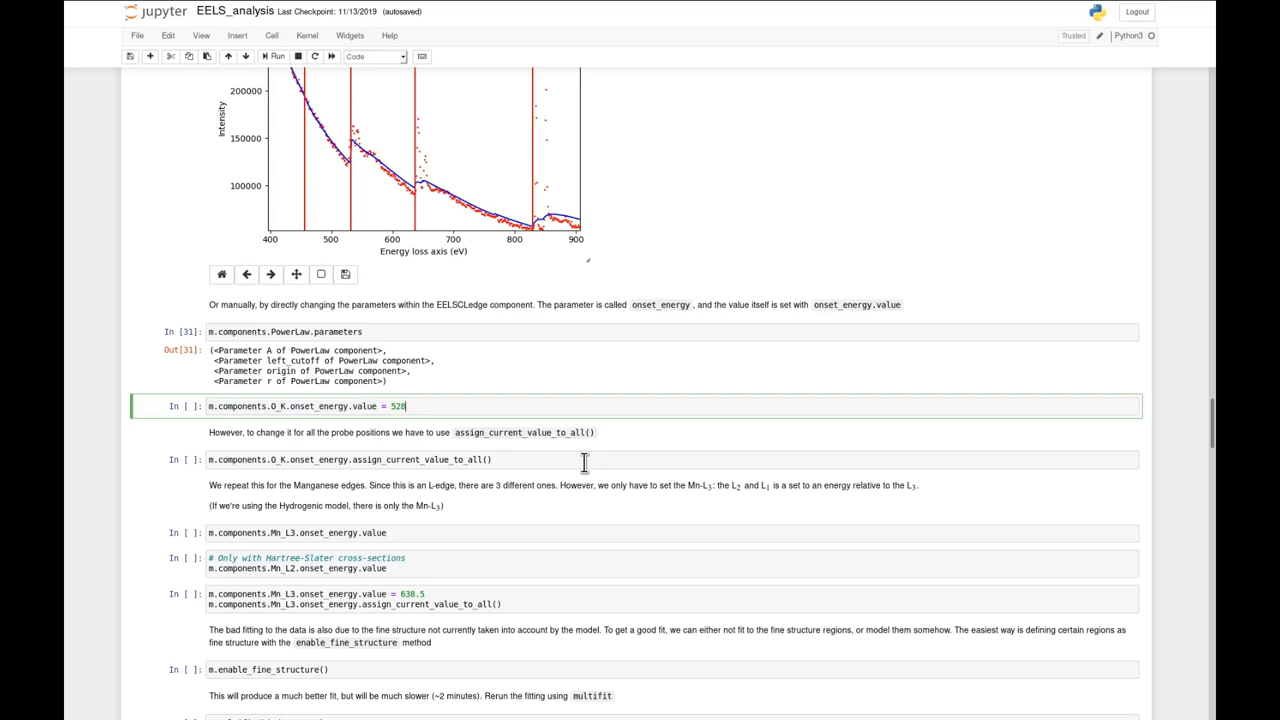 jupyter EELS_analysis Last Checkpoint: 11/13/2019 (autosaved)
Logout
File Edit View Insert Cell Kernel Widgets Help
Trusted Python3
Run Code
Intensity
200000
150000
100000
400 500 600 700 800 900
Energy loss axis (eV)
Or manually, by directly changing the parameters within the EELSCLedge component. The parameter is called onset_energy, and the value itself is set with onset_energy.value
In [31]: m.components.PowerLaw.parameters
Out[31]: (<Parameter A of PowerLaw component>,
<Parameter left_cutoff of PowerLaw component>,
<Parameter origin of PowerLaw component>,
<Parameter r of PowerLaw component>)
In [ ]: m.components.O_K.onset_energy.value = 528
However, to change it for all the probe positions we have to use assign_current_value_to_all()
In [ ]: m.components.O_K.onset_energy.assign_current_value_to_all()
We repeat this for the Manganese edges. Since this is an L-edge, there are 3 different ones. However, we only have to set the Mn-L₃: the L₂ and L₁ is a set to an energy relative to the L₃.
(If we're using the Hydrogenic model, there is only the Mn-L₃)
In [ ]: m.components.Mn_L3.onset_energy.value
In [ ]: # Only with Hartree-Slater cross-sections
m.components.Mn_L2.onset_energy.value
In [ ]: m.components.Mn_L3.onset_energy.value = 638.5
m.components.Mn_L3.onset_energy.assign_current_value_to_all()
The bad fitting to the data is also due to the fine structure not currently taken into account by the model. To get a good fit, we can either not fit to the fine structure regions, or model them somehow. The easiest way is defining certain regions as
fine structure with the enable_fine_structure method
In [ ]: m.enable_fine_structure()
This will produce a much better fit, but will be much slower (~2 minutes). Rerun the fitting using multifit